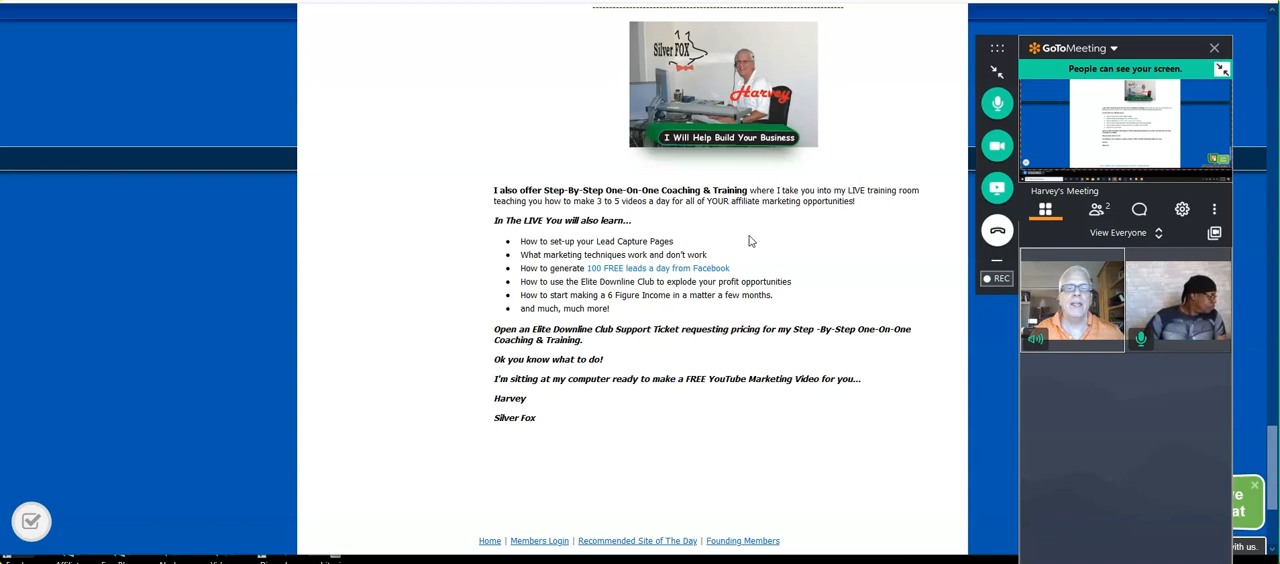 Silver FOX
Harvey
I Will Help Build Your Business
I also offer Step-By-Step One-On-One Coaching & Training where I take you into my LIVE training room
teaching you how to make 3 to 5 videos a day for all of YOUR affiliate marketing opportunities!
In The LIVE You will also learn...
How to set-up your Lead Capture Pages
What marketing techniques work and don't work
How to generate 100 FREE leads a day from Facebook
How to use the Elite Downline Club to explode your profit opportunities
How to start making a 6 Figure Income in a matter a few months.
and much, much more!
Open an Elite Downline Club Support Ticket requesting pricing for my Step -By-Step One-On-One
Coaching & Training.
Ok you know what to do!
I'm sitting at my computer ready to make a FREE YouTube Marketing Video for you...
Harvey
Silver Fox
Home | Members Login | Recommended Site of The Day | Founding Members
GoToMeeting
People can see your screen.
Harvey's Meeting
2
View Everyone
REC
with us.